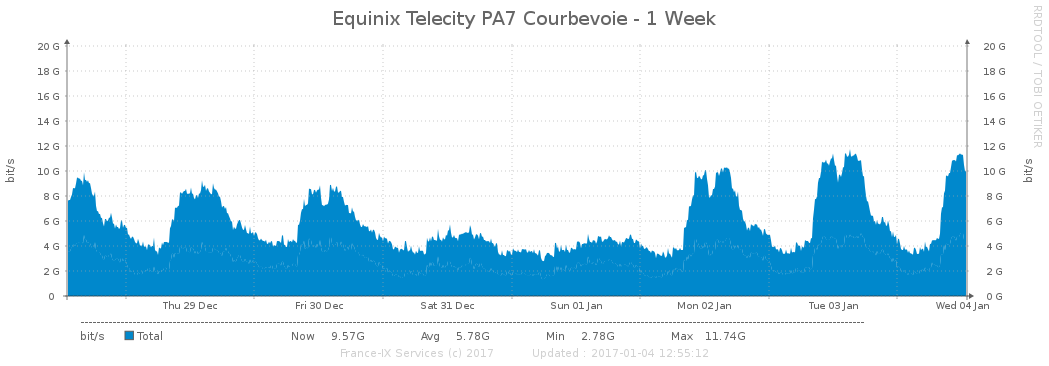 Equinix Telecity PA7 Courbevoie - 1 Week
RRDTOOL / TOBI OETIKER
bit/s
bit/s
20 G 20 G
18 G 18 G
16 G 16 G
14 G 14 G
12 G 12 G
10 G 10 G
8 G 8 G
6 G 6 G
4 G 4 G
2 G 2 G
0 0 G
Thu 29 Dec Fri 30 Dec Sat 31 Dec Sun 01 Jan Mon 02 Jan Tue 03 Jan Wed 04 Jan
bit/s Total Now 9.57G Avg 5.78G Min 2.78G Max 11.74G
France-IX Services (c) 2017 Updated : 2017-01-04 12:55:12